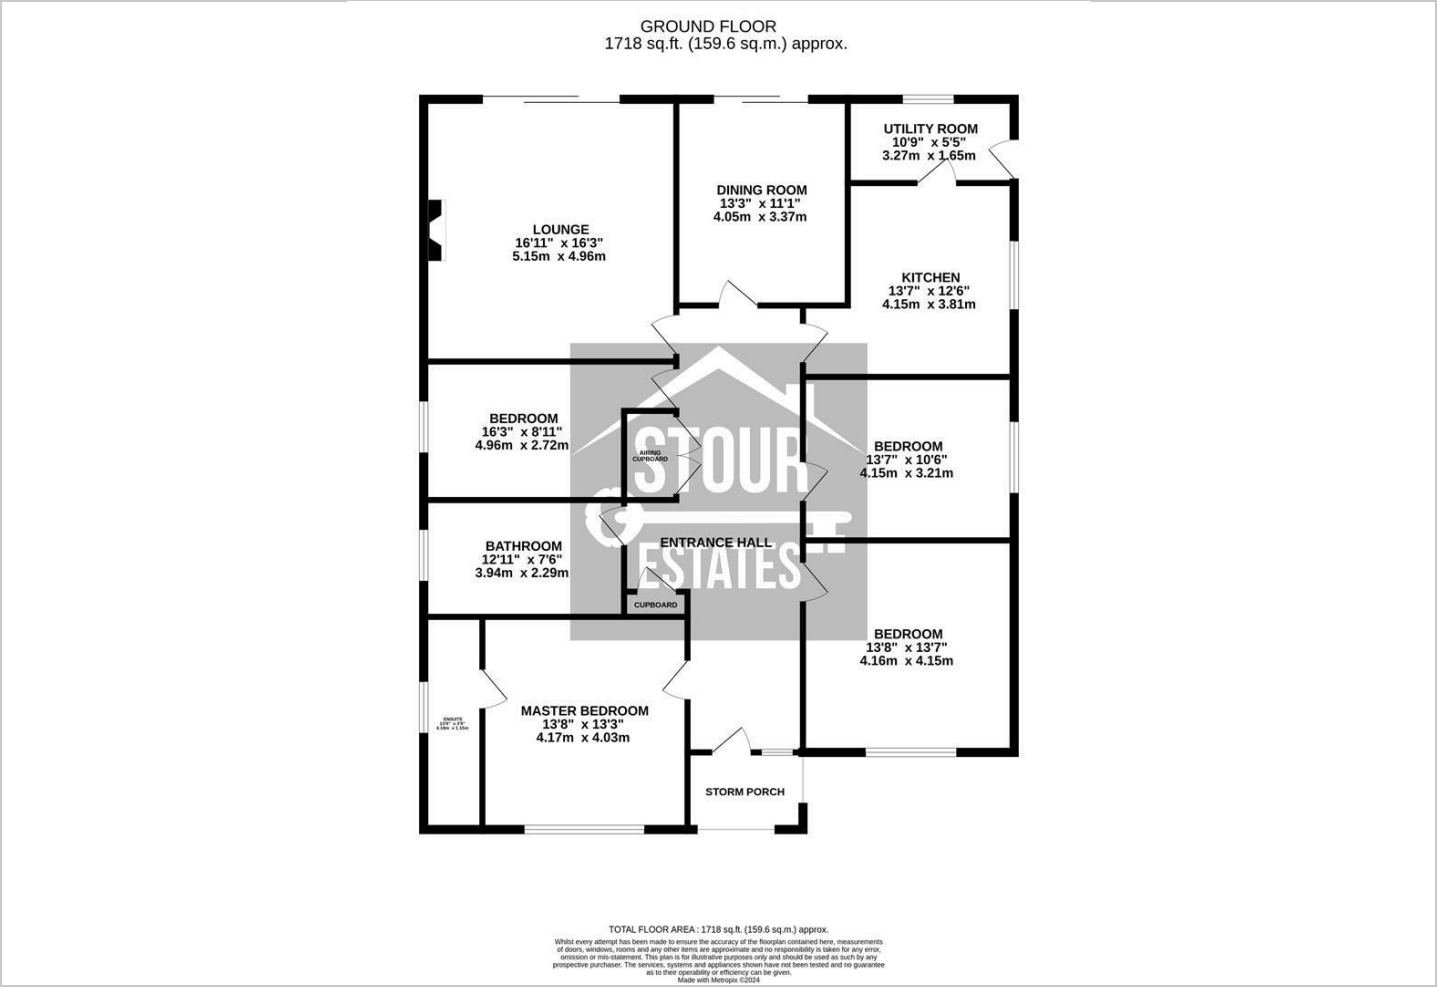 GROUND FLOOR
1718 sq.ft. (159.6 sq.m.) approx.
UTILITY ROOM
10'9" x 5'5"
3.27m x 1.65m
DINING ROOM
13'3" x 11'1"
4.05m x 3.37m
LOUNGE
16'11" x 16'3"
5.15m x 4.96m
KITCHEN
13'7" x 12'6"
4.15m x 3.81m
BEDROOM
16'3" x 8'11"
4.96m x 2.72m
AIRING
CUPBOARD
STOUR
ESTATES
BEDROOM
13'7" x 10'6"
4.15m x 3.21m
ENTRANCE HALL
BATHROOM
12'11" x 7'6"
3.94m x 2.29m
CUPBOARD
BEDROOM
13'8" x 13'7"
4.16m x 4.15m
MASTER BEDROOM
13'8" x 13'3"
4.17m x 4.03m
ENSUITE
STORM PORCH
TOTAL FLOOR AREA : 1718 sq.ft. (159.6 sq.m.) approx.
Whilst every attempt has been made to ensure the accuracy of the floorplan contained here, measurements
of doors, windows, rooms and any other items are approximate and no responsibility is taken for any error,
omission or mis-statement. This plan is for illustrative purposes only and should be used as such by any
prospective purchaser. The services, systems and appliances shown have not been tested and no guarantee
as to their operability or efficiency can be given.
Made with Metropix ©2024